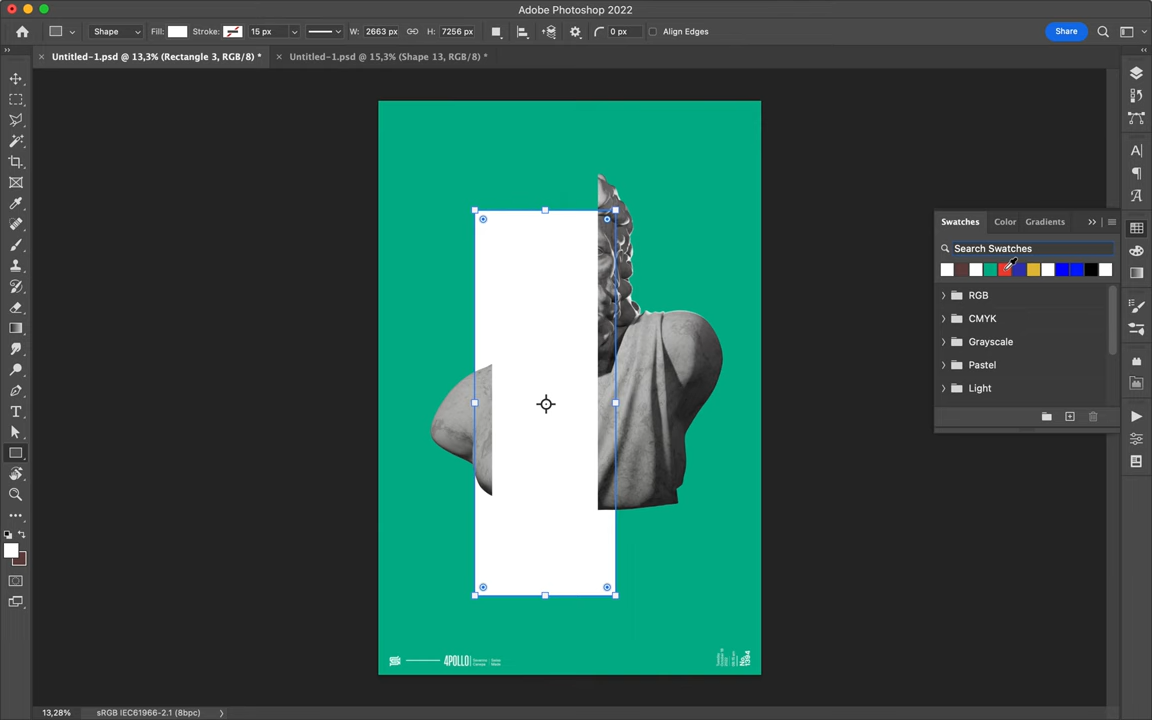 Adobe Photoshop 2022
Shape Fill: Stroke: 15 px W: 2663 px H: 7256 px 0 px Align Edges Share
Untitled-1.psd @ 13,3% (Rectangle 3, RGB/8) * Untitled-1.psd @ 15,3% (Shape 13, RGB/8) *
Swatches Color Gradients
Search Swatches
RGB
CMYK
Grayscale
Pastel
Light
4POLLO
No. 1394
13,28% sRGB IEC61966-2.1 (8bpc)